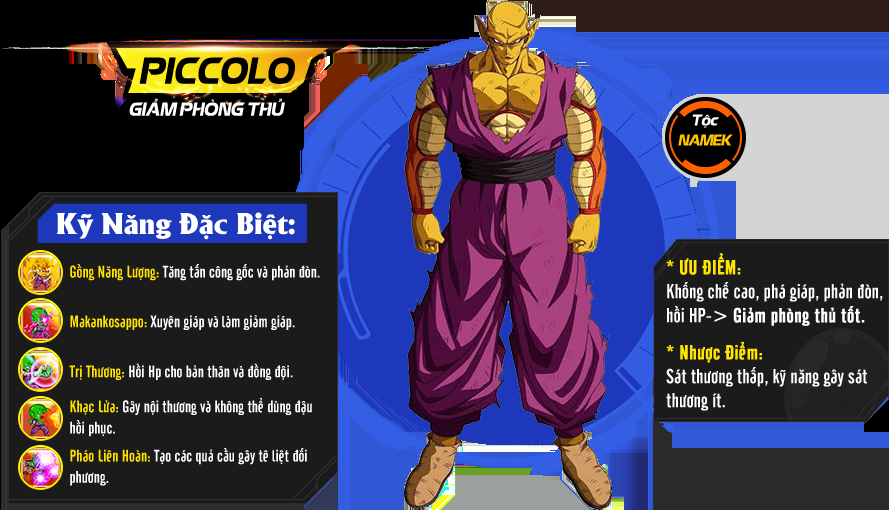 PICCOLO
GIẢM PHÒNG THỦ
Tộc
NAMEK
Kỹ Năng Đặc Biệt:
Gồng Năng Lượng: Tăng tấn công gốc và phản đòn.
Makankosappo: Xuyên giáp và làm giảm giáp.
Trị Thương: Hồi Hp cho bản thân và đồng đội.
Khạc Lửa: Gây nội thương và không thể dùng đậu
hồi phục.
Pháo Liên Hoàn: Tạo các quả cầu gây tê liệt đối
phương.
* ƯU ĐIỂM:
Khống chế cao, phá giáp, phản đòn,
hồi HP-> Giảm phòng thủ tốt.
* Nhược Điểm:
Sát thương thấp, kỹ năng gây sát
thương ít.